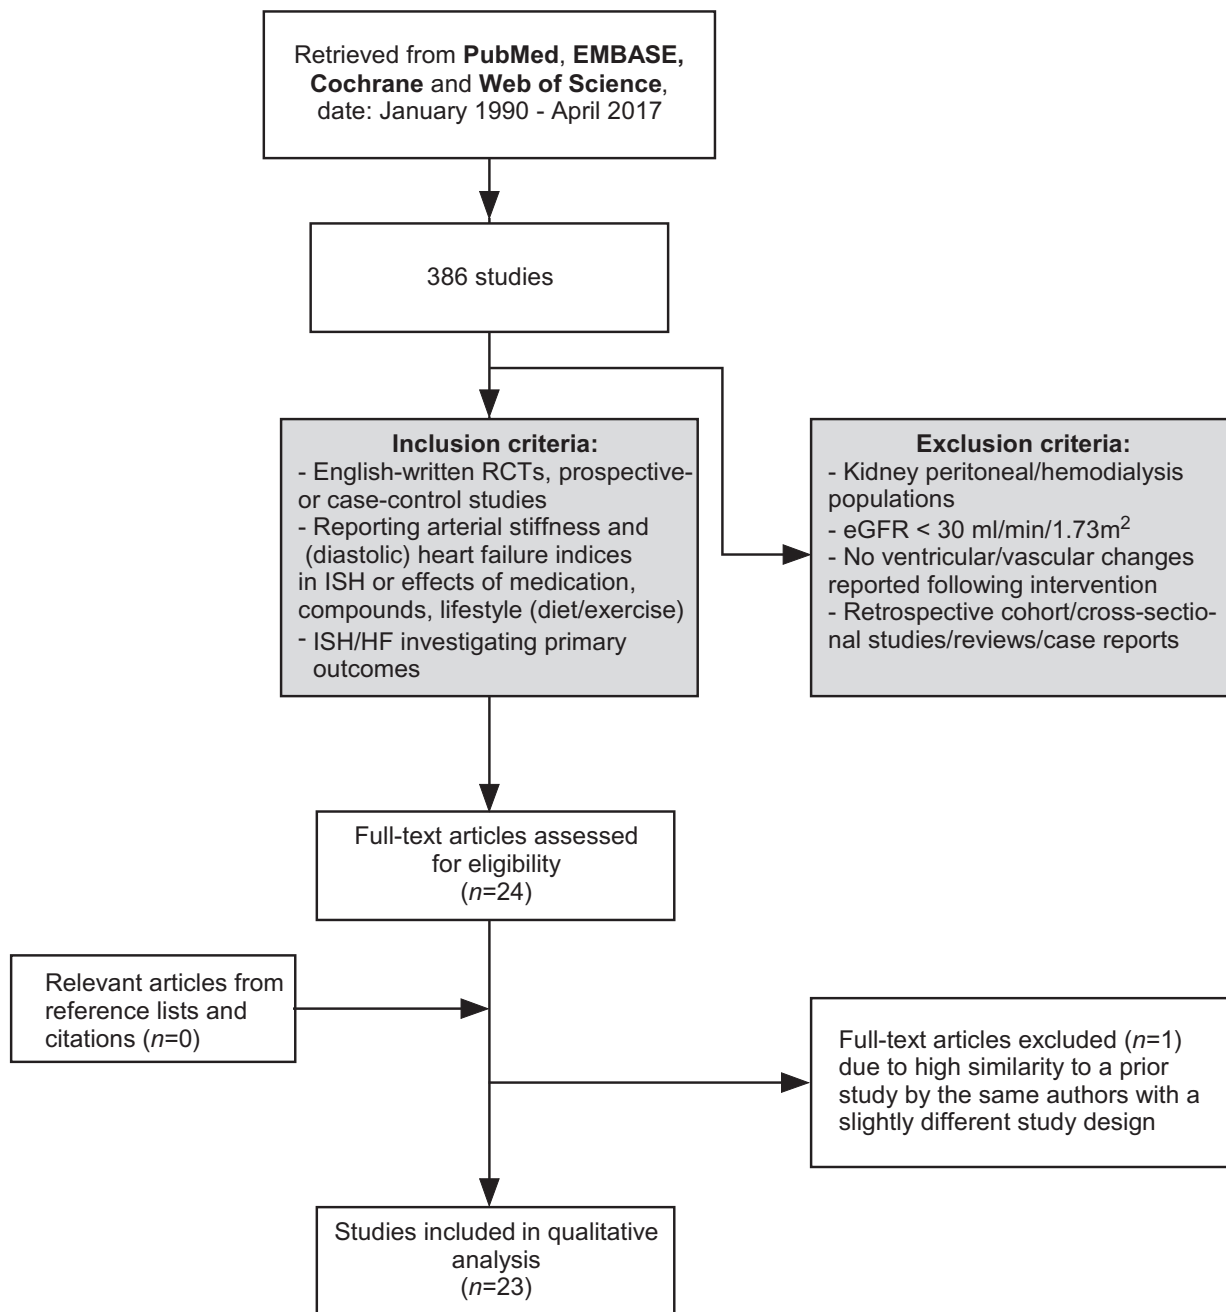 Retrieved from PubMed, EMBASE,
Cochrane and Web of Science,
date: January 1990 - April 2017
386 studies
Inclusion criteria:
- English-written RCTs, prospective-
or case-control studies
- Reporting arterial stiffness and
(diastolic) heart failure indices
in ISH or effects of medication,
compounds, lifestyle (diet/exercise)
- ISH/HF investigating primary
outcomes
Exclusion criteria:
- Kidney peritoneal/hemodialysis
populations
- eGFR < 30 ml/min/1.73m²
- No ventricular/vascular changes
reported following intervention
- Retrospective cohort/cross-sectio-
nal studies/reviews/case reports
Full-text articles assessed
for eligibility
(n=24)
Relevant articles from
reference lists and
citations (n=0)
Full-text articles excluded (n=1)
due to high similarity to a prior
study by the same authors with a
slightly different study design
Studies included in qualitative
analysis
(n=23)